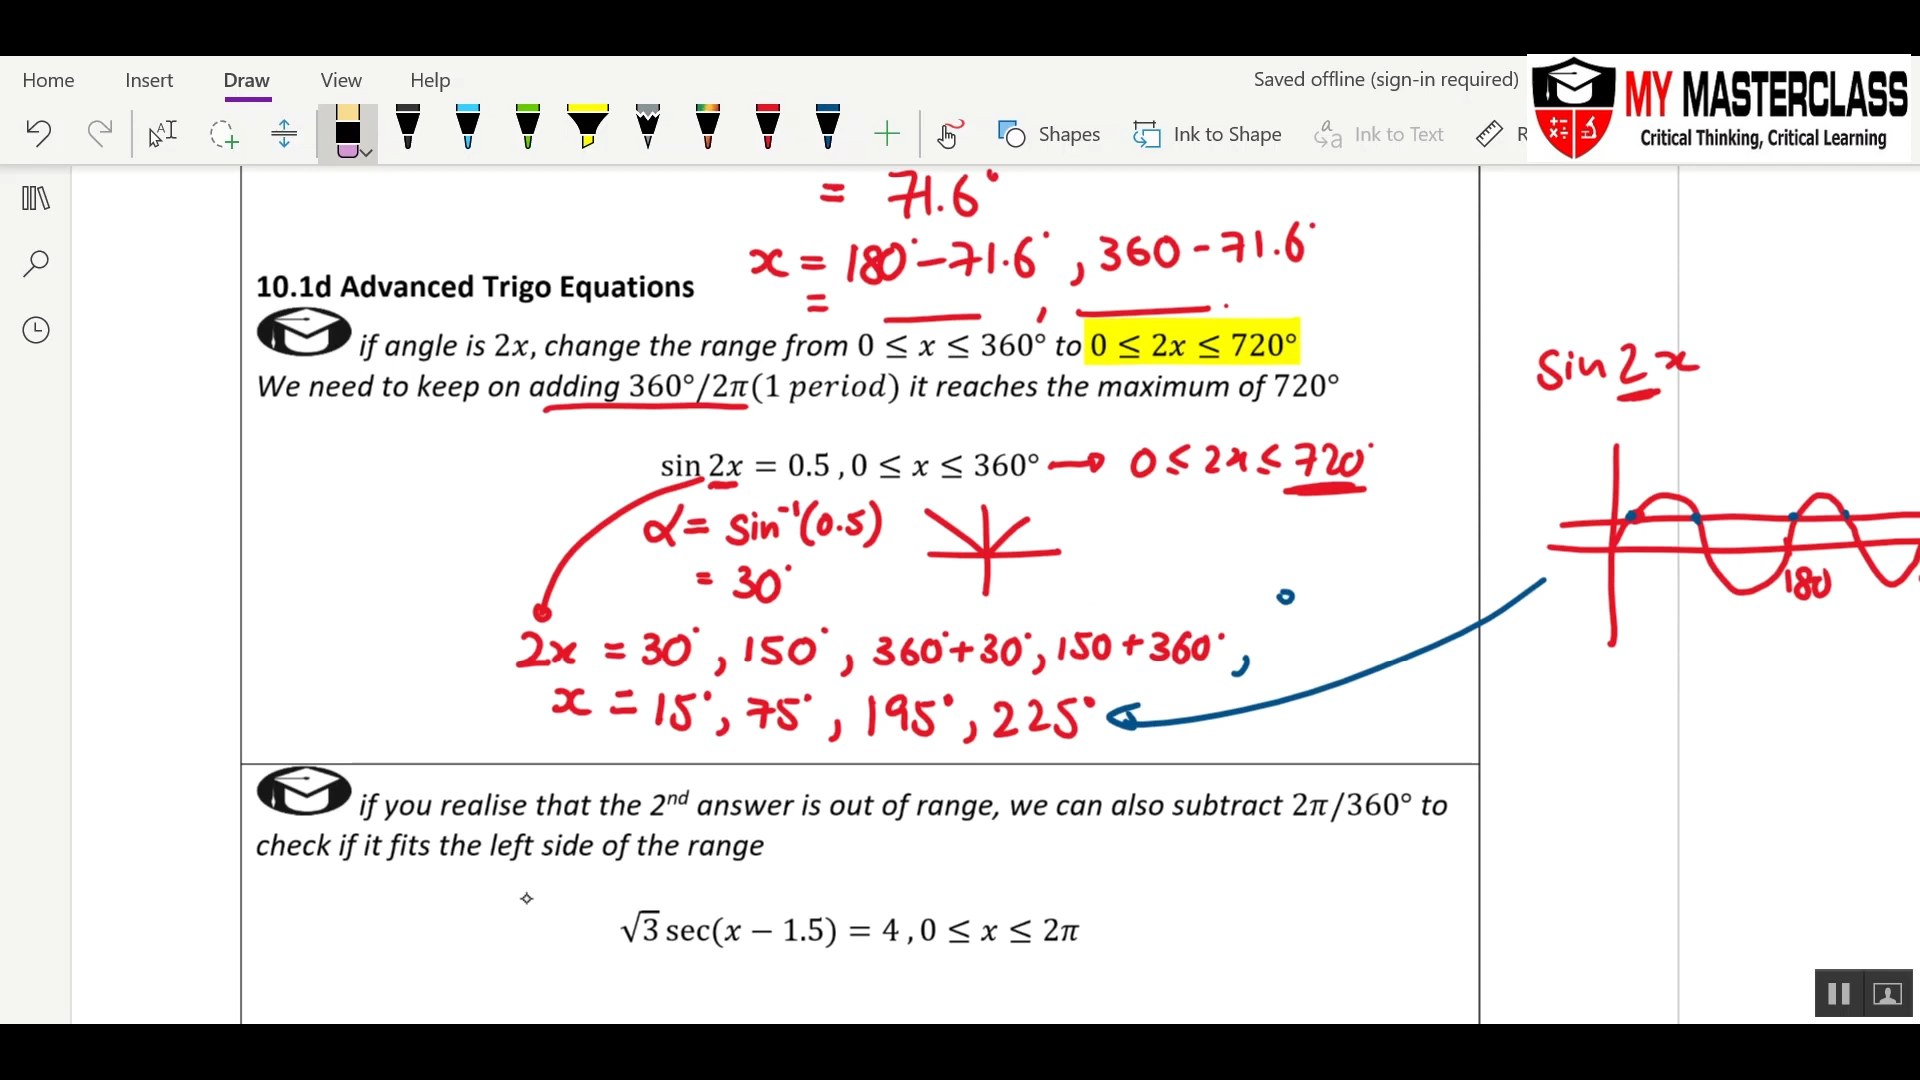 Home Insert Draw View Help Saved offline (sign-in required)
MY MASTERCLASS
Critical Thinking, Critical Learning
Shapes Ink to Shape Ink to Text R
= 71.6°
x = 180° - 71.6°, 360 - 71.6°
10.1d Advanced Trigo Equations
= ,
if angle is 2x, change the range from 0 ≤ x ≤ 360° to 0 ≤ 2x ≤ 720°
We need to keep on adding 360°/2π(1 period) it reaches the maximum of 720°
sin 2x
sin 2x = 0.5 , 0 ≤ x ≤ 360° → 0 ≤ 2x ≤ 720°
α = sin⁻¹(0.5)
= 30°
180
2x = 30°, 150°, 360°+30°, 150+360°,
x = 15°, 75°, 195°, 225°
if you realise that the 2nd answer is out of range, we can also subtract 2π/360° to
check if it fits the left side of the range
√3 sec(x − 1.5) = 4 , 0 ≤ x ≤ 2π